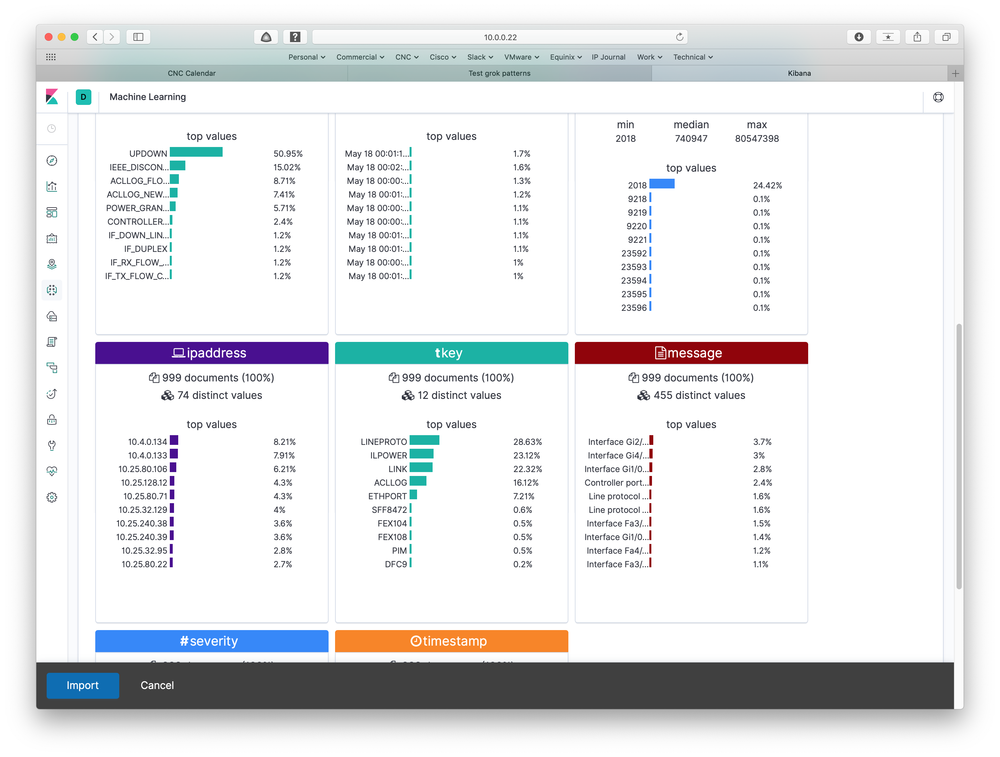 10.0.0.22
Personal Commercial CNC Cisco Slack VMware Equinix IP Journal Work Technical
CNC Calendar
Test grok patterns
Kibana
D
Machine Learning
top values
UPDOWN 50.95%
IEEE_DISCON... 15.02%
ACLLOG_FLO... 8.71%
ACLLOG_NEW... 7.41%
POWER_GRAN... 5.71%
CONTROLLER... 2.4%
IF_DOWN_LIN... 1.2%
IF_DUPLEX 1.2%
IF_RX_FLOW_... 1.2%
IF_TX_FLOW_C... 1.2%
top values
May 18 00:01:1... 1.7%
May 18 00:02:... 1.6%
May 18 00:00:... 1.3%
May 18 00:01:... 1.2%
May 18 00:00:... 1.1%
May 18 00:00:... 1.1%
May 18 00:01:... 1.1%
May 18 00:01:... 1.1%
May 18 00:00:... 1%
May 18 00:01:... 1%
min median max
2018 740947 80547398
top values
2018 24.42%
9218 0.1%
9219 0.1%
9220 0.1%
9221 0.1%
23592 0.1%
23593 0.1%
23594 0.1%
23595 0.1%
23596 0.1%
ipaddress
999 documents (100%)
74 distinct values
top values
10.4.0.134 8.21%
10.4.0.133 7.91%
10.25.80.106 6.21%
10.25.128.12 4.3%
10.25.80.71 4.3%
10.25.32.129 4%
10.25.240.38 3.6%
10.25.240.39 3.6%
10.25.32.95 2.8%
10.25.80.22 2.7%
t key
999 documents (100%)
12 distinct values
top values
LINEPROTO 28.63%
ILPOWER 23.12%
LINK 22.32%
ACLLOG 16.12%
ETHPORT 7.21%
SFF8472 0.6%
FEX104 0.5%
FEX108 0.5%
PIM 0.5%
DFC9 0.2%
message
999 documents (100%)
455 distinct values
top values
Interface Gi2/... 3.7%
Interface Gi4/... 3%
Interface Gi1/0... 2.8%
Controller port... 2.4%
Line protocol ... 1.6%
Line protocol ... 1.6%
Interface Fa3/... 1.5%
Interface Gi1/0... 1.4%
Interface Fa4/... 1.2%
Interface Fa3/... 1.1%
# severity
timestamp
Import Cancel